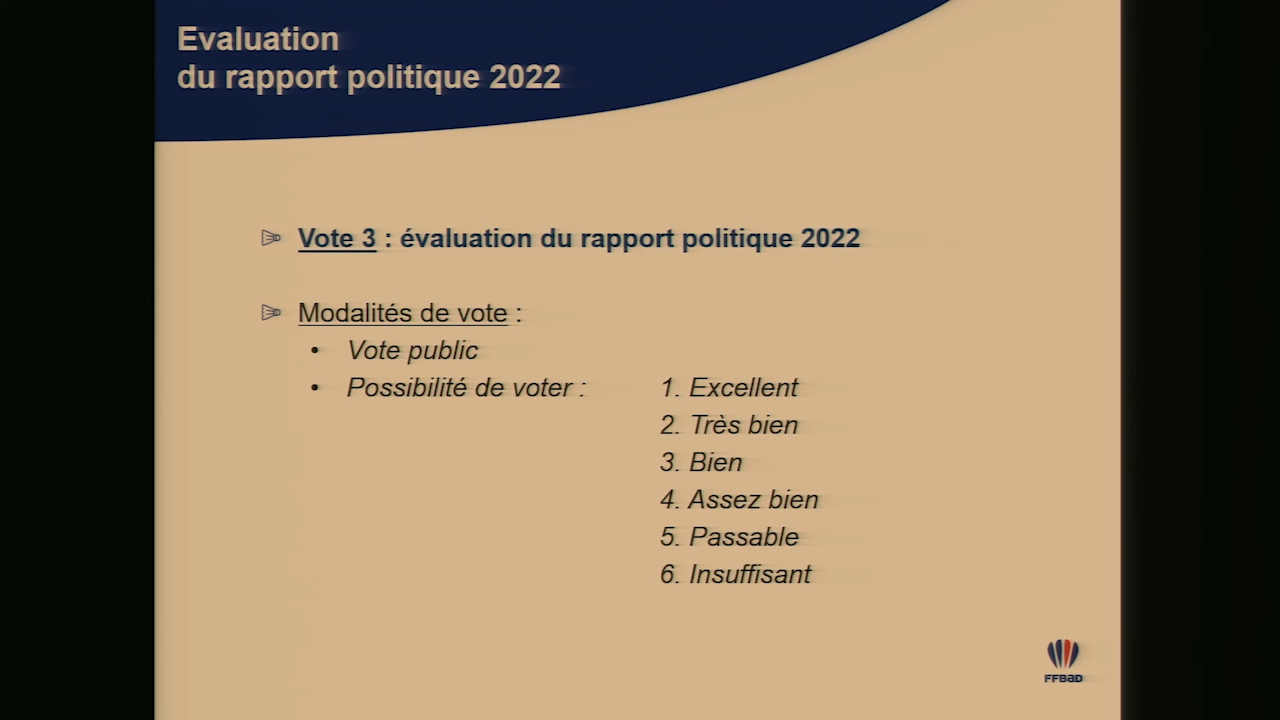 Evaluation
du rapport politique 2022
Vote 3 : évaluation du rapport politique 2022
Modalités de vote :
• Vote public
• Possibilité de voter : 1. Excellent
2. Très bien
3. Bien
4. Assez bien
5. Passable
6. Insuffisant
FFBaD